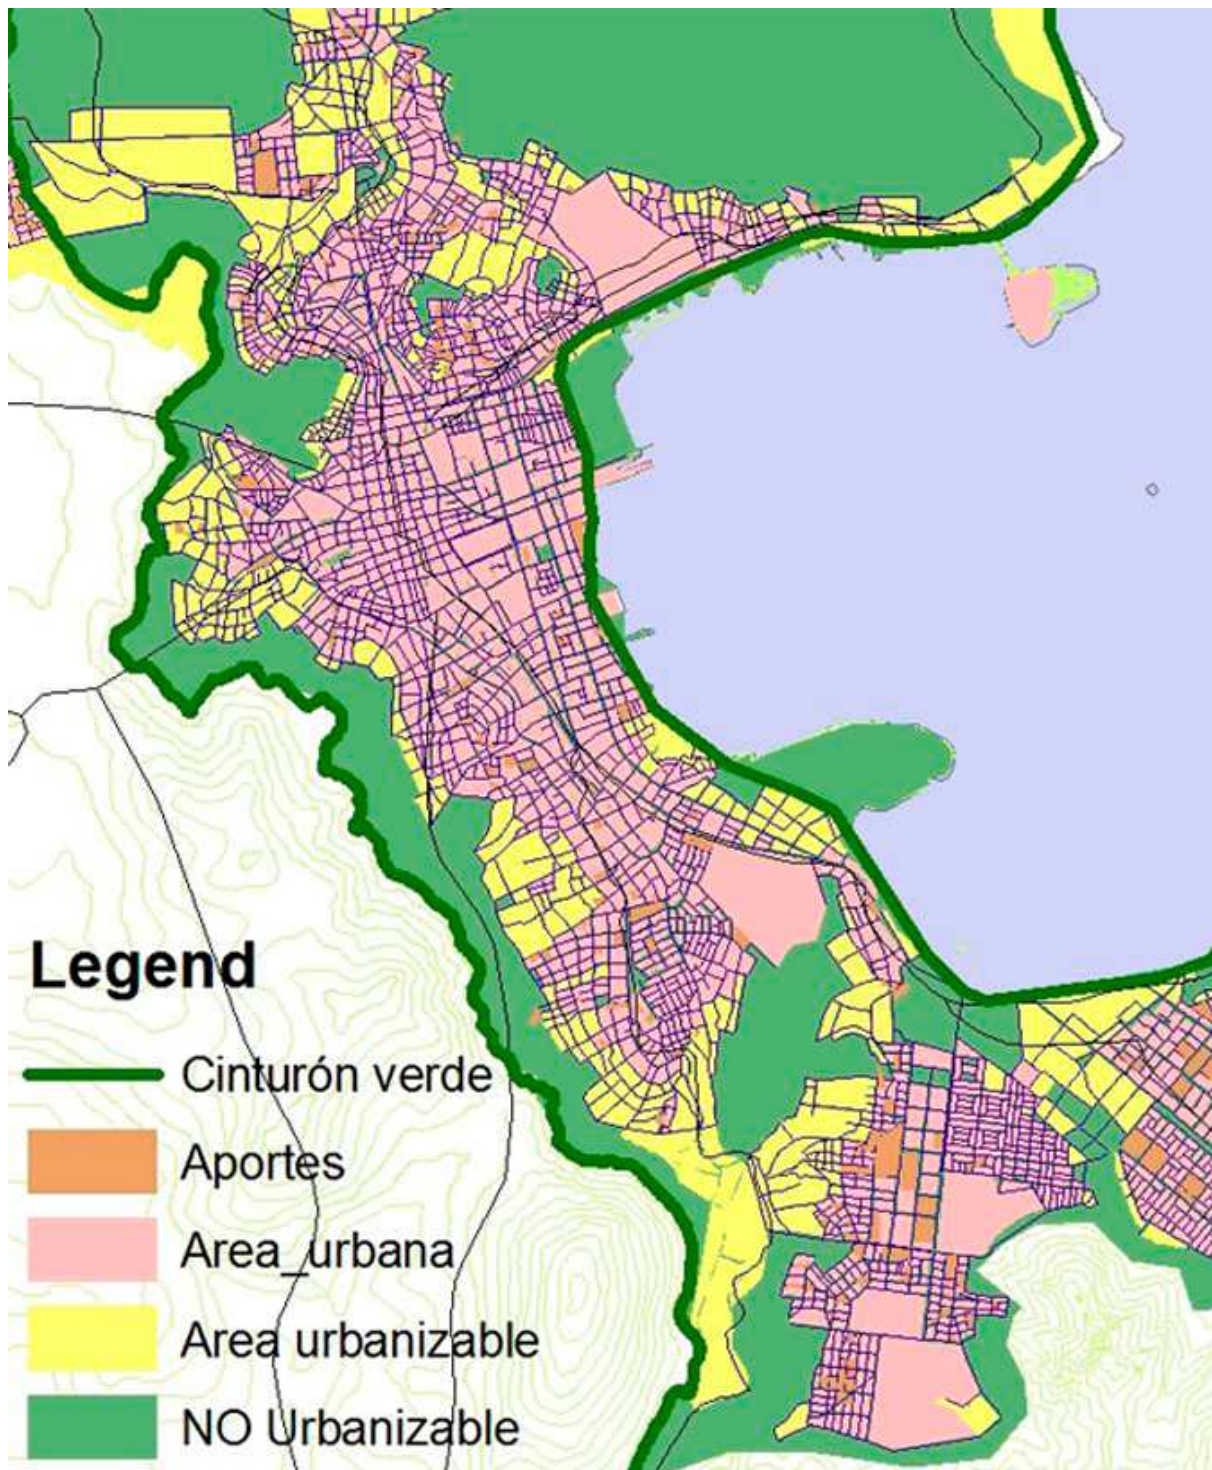 Legend
Cinturón verde
Aportes
Area_urbana
Area urbanizable
NO Urbanizable